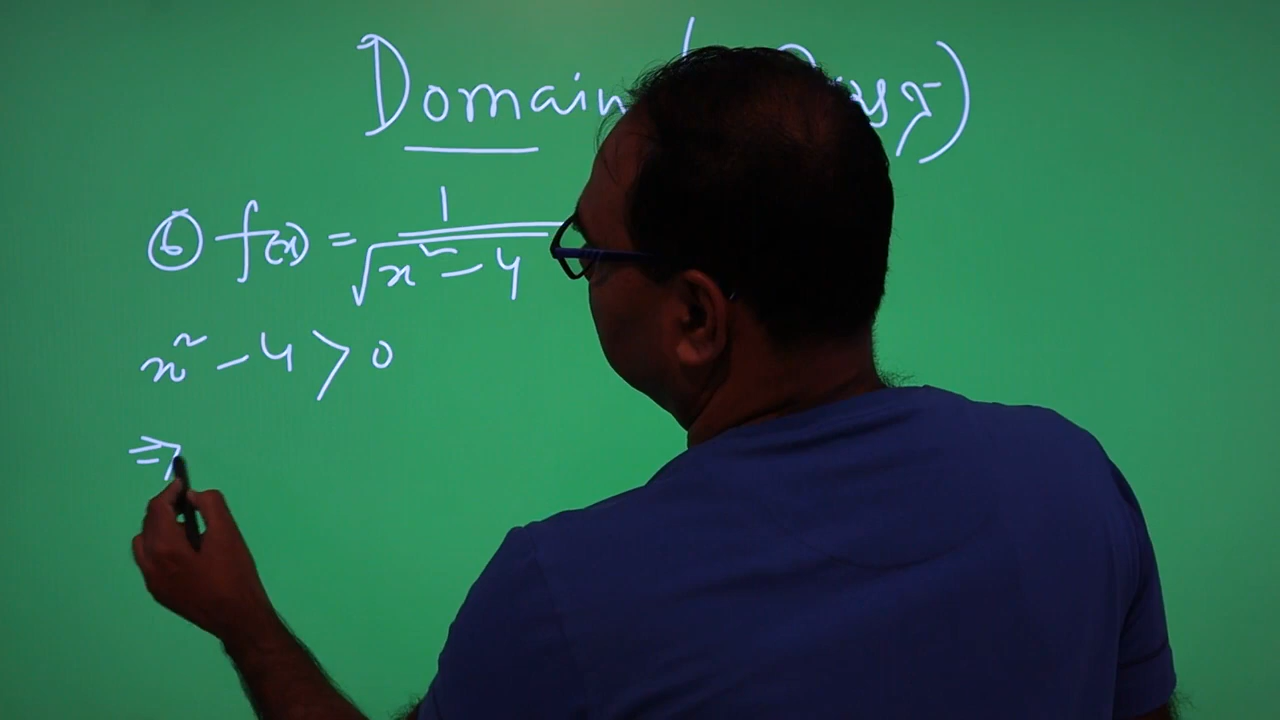 Domain ( )
⑥ f(x) = 1/√(x² - 4)
x² - 4 > 0
⇒